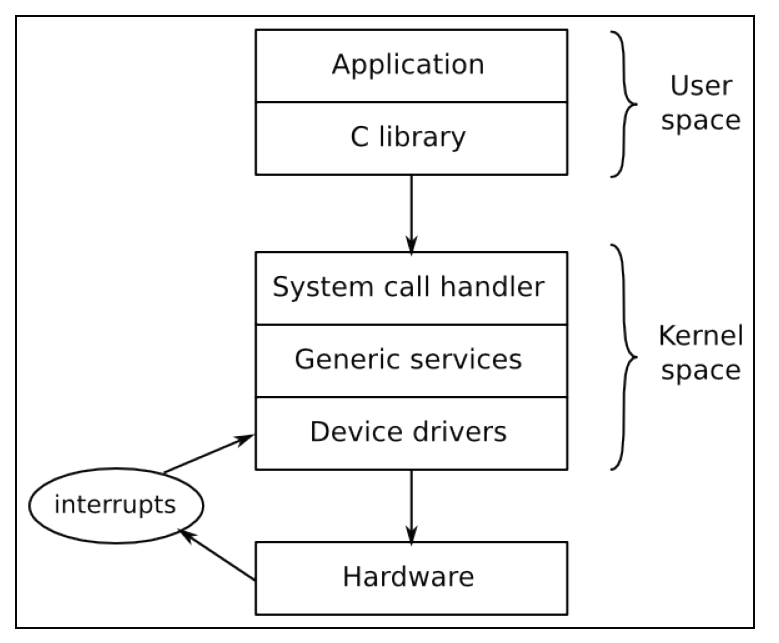 Application
C library
User
space
System call handler
Generic services
Device drivers
Kernel
space
interrupts
Hardware